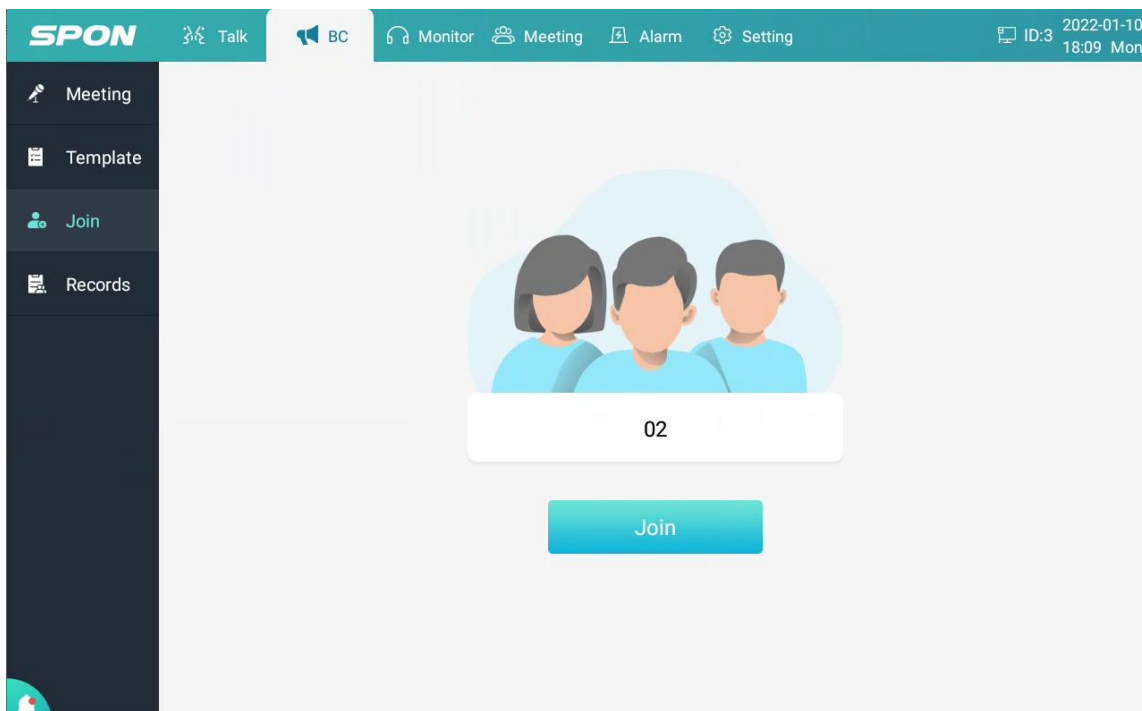 SPON
Talk
BC
Monitor
Meeting
Alarm
Setting
ID:3
2022-01-10
18:09 Mon
Meeting
Template
Join
Records
02
Join